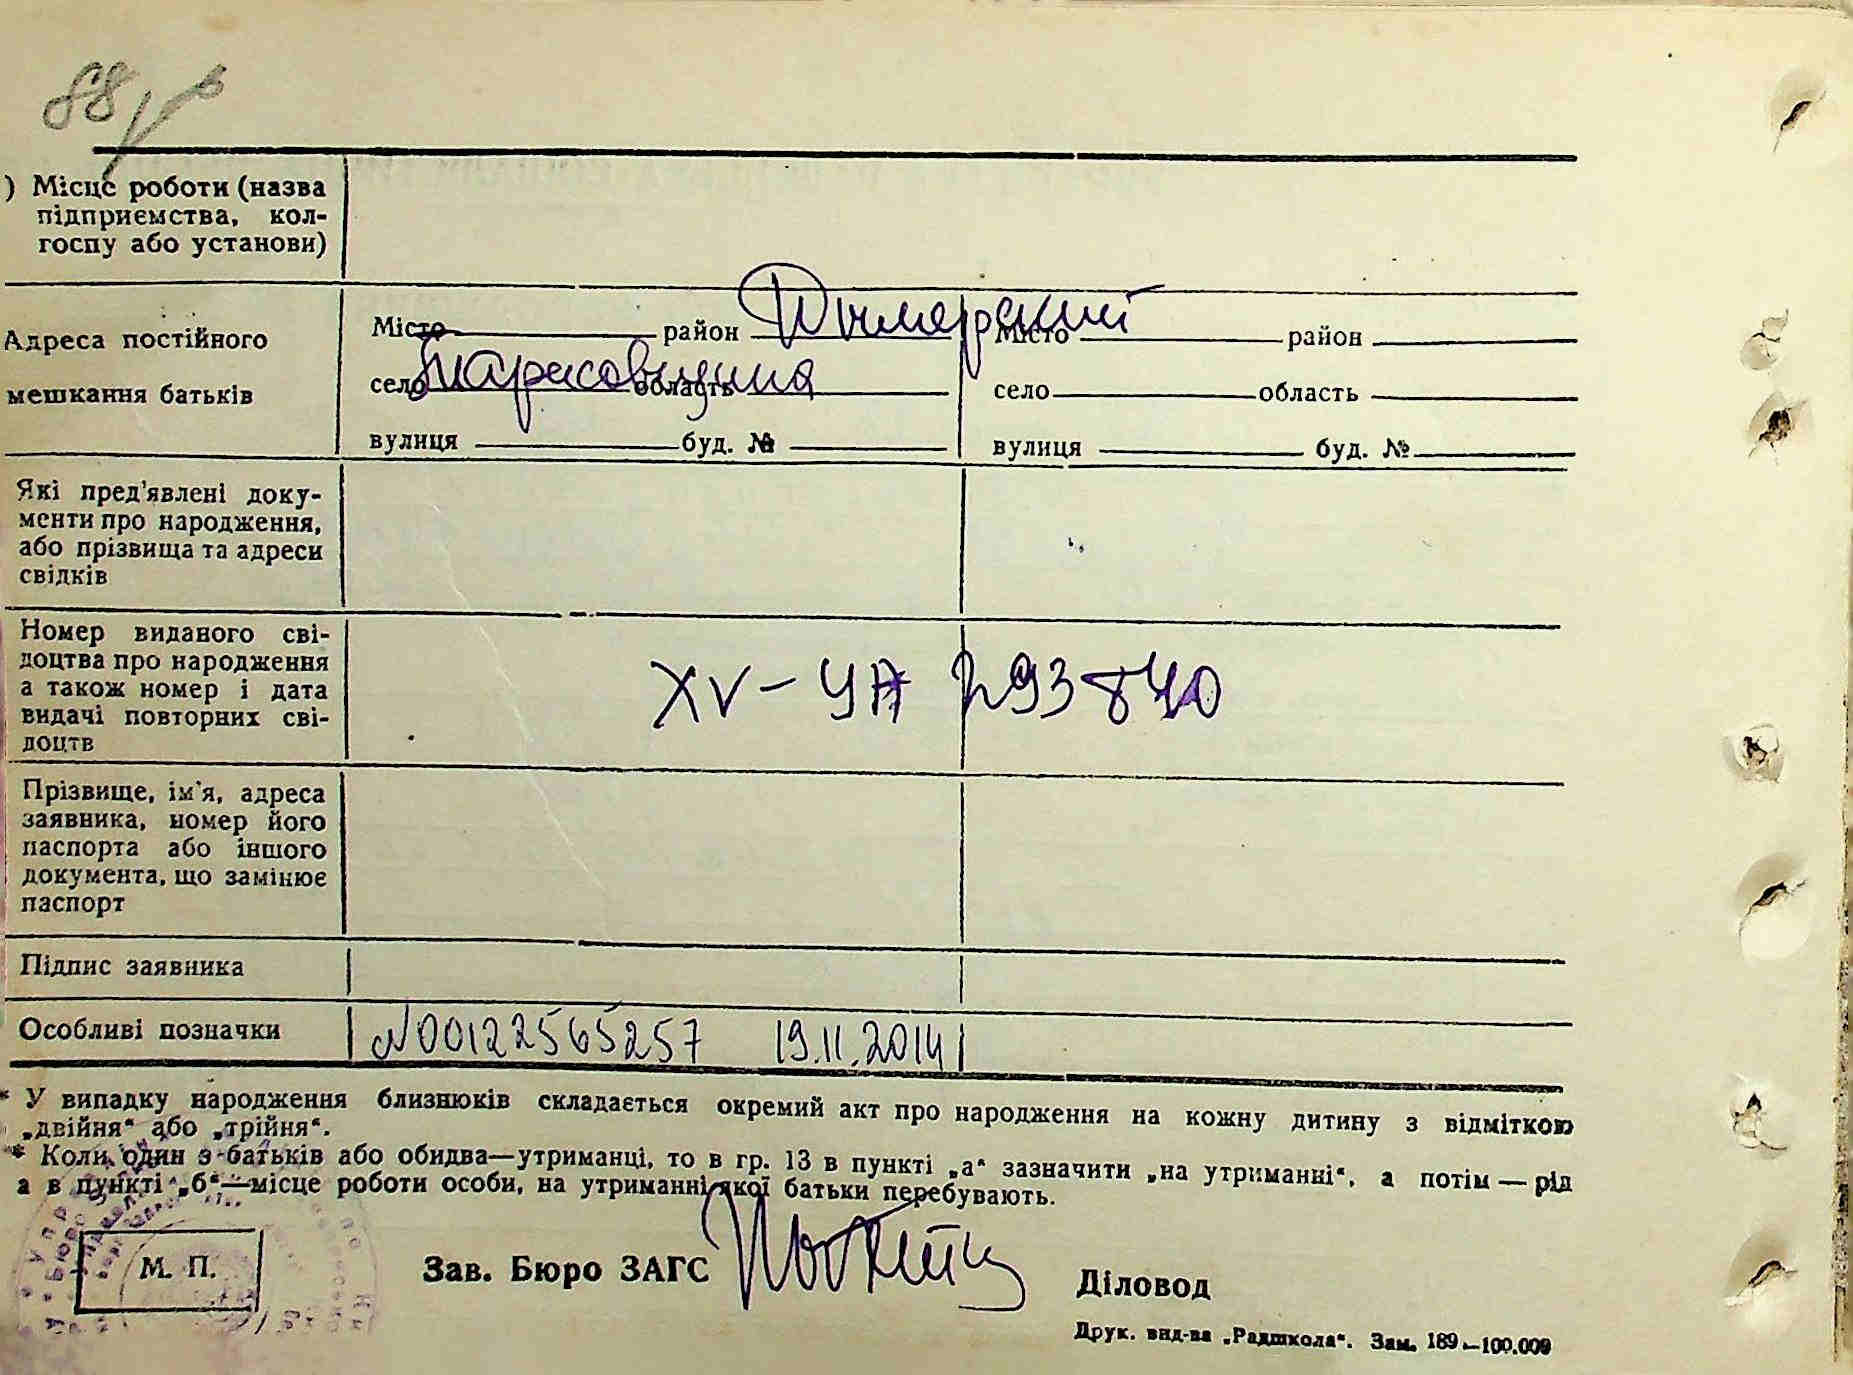 88
) Місце роботи (назва
підприємства, кол-
госпу або установи)
Адреса постійного
мешкання батьків
Місто район Димерский
село Тарасовщина область
вулиця буд. №
Місто район
село область
вулиця буд. №
Які пред'явлені доку-
менти про народження,
або прізвища та адреси
свідків
Номер виданого сві-
доцтва про народження
а також номер і дата
видачі повторних сві-
доцтв
XV - УА 293840
Прізвище, ім'я, адреса
заявника, номер його
паспорта або іншого
документа, що замінює
паспорт
Підпис заявника
Особливі позначки
N00122565257 19.11.2014
* У випадку народження близнюків складається окремий акт про народження на кожну дитину з відміткою
„двійня“ або „трійня“.
* Коли один з батьків або обидва—утриманці, то в гр. 13 в пункті „а“ зазначити „на утриманні“, а потім — рід
а в пункті „б“—місце роботи особи, на утриманні якої батьки перебувають.
М. П.
Зав. Бюро ЗАГС
Діловод
Друк. вид-ва „Радшкола“. Зам. 189—100.000